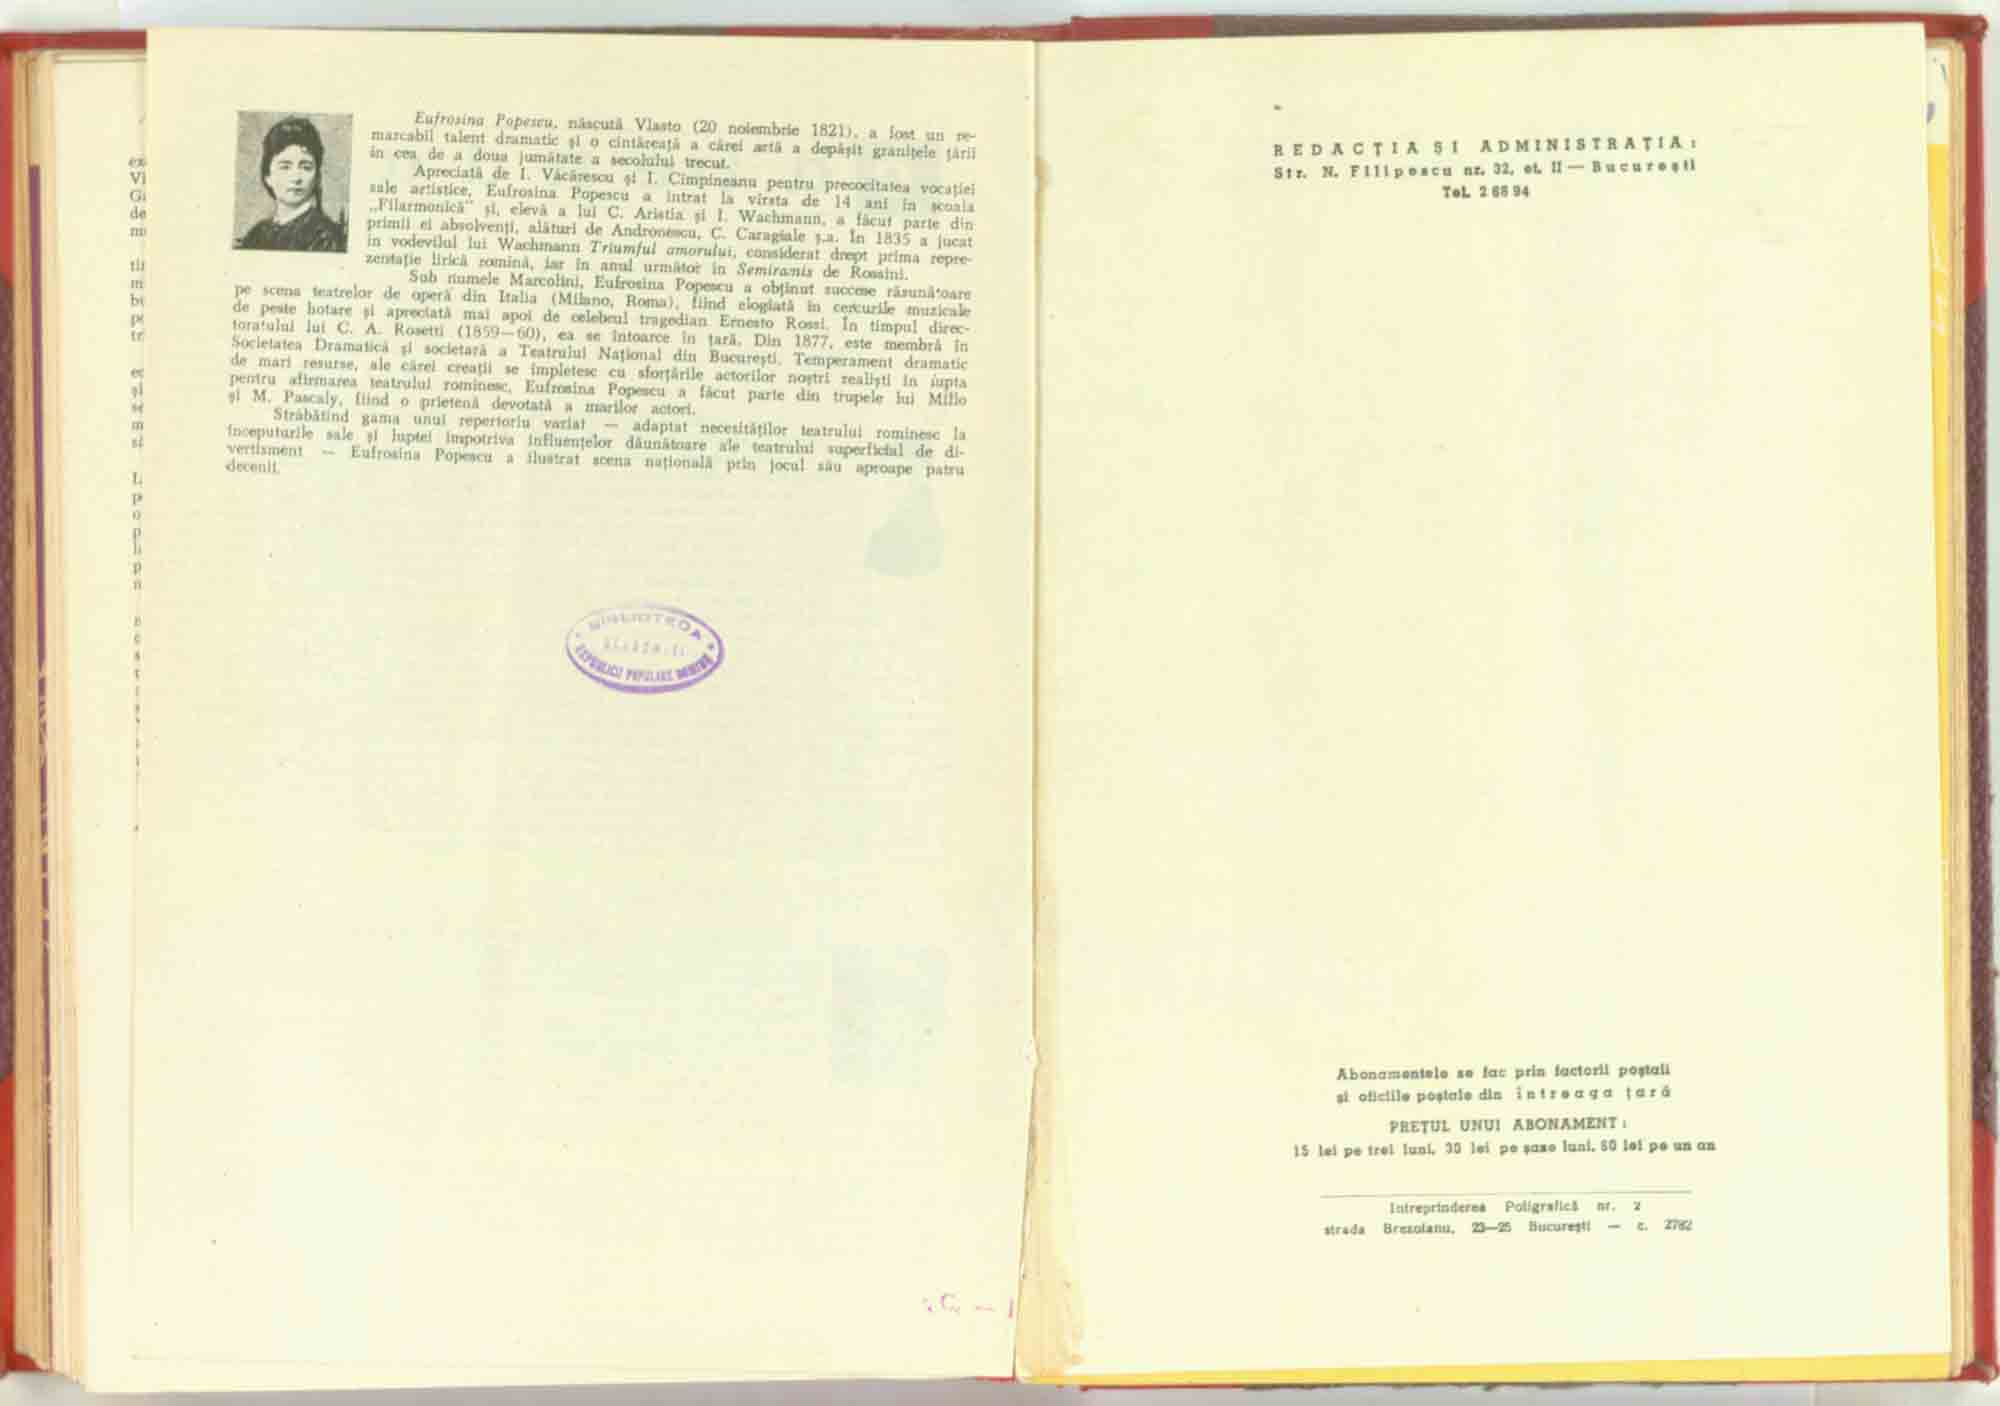 Eufrosina Popescu, născută Vlasto (20 noiembrie 1821), a fost un re-
marcabil talent dramatic și o cîntăreață a cărei artă a depășit granițele țării
în cea de a doua jumătate a secolului trecut.
Apreciată de I. Văcărescu și I. Cîmpineanu pentru precocitatea vocației
sale artistice, Eufrosina Popescu a intrat la vîrsta de 14 ani în școala
„Filarmonică" și, elevă a lui C. Aristia și I. Wachmann, a făcut parte din
primii ei absolvenți, alături de Andronescu, C. Caragiale ș.a. În 1835 a jucat
în vodevilul lui Wachmann Triumful amorului, considerat drept prima repre-
zentație lirică romînă, iar în anul următor în Semiramis de Rossini.
Sub numele Marcolini, Eufrosina Popescu a obținut succese răsunătoare
pe scena teatrelor de operă din Italia (Milano, Roma), fiind elogiată în cercurile muzicale
de peste hotare și apreciată mai apoi de celebrul tragedian Ernesto Rossi. În timpul direc-
toratului lui C. A. Rosetti (1859—60), ea se întoarce în țară. Din 1877, este membră în
Societatea Dramatică și societară a Teatrului Național din București. Temperament dramatic
de mari resurse, ale cărei creații se împletesc cu sforțările actorilor noștri realiști în lupta
pentru afirmarea teatrului romînesc, Eufrosina Popescu a făcut parte din trupele lui Millo
și M. Pascaly, fiind o prietenă devotată a marilor actori.
Străbătînd gama unui repertoriu variat — adaptat necesităților teatrului romînesc la
începuturile sale și luptei împotriva influențelor dăunătoare ale teatrului superficial de di-
vertisment — Eufrosina Popescu a ilustrat scena națională prin jocul său aproape patru
decenii.
BIBLIOTECA
REPUBLICII POPULARE ROMÎNE
REDACȚIA ȘI ADMINISTRAȚIA:
Str. N. Filipescu nr. 32, et. II — București
Tel. 2 68 94
Abonamentele se fac prin factorii poștali
și oficiile poștale din întreaga țară
PREȚUL UNUI ABONAMENT:
15 lei pe trei luni, 30 lei pe șase luni, 60 lei pe un an
Intreprinderea Poligrafică nr. 2
strada Brezoianu, 23—25 București — c. 2782